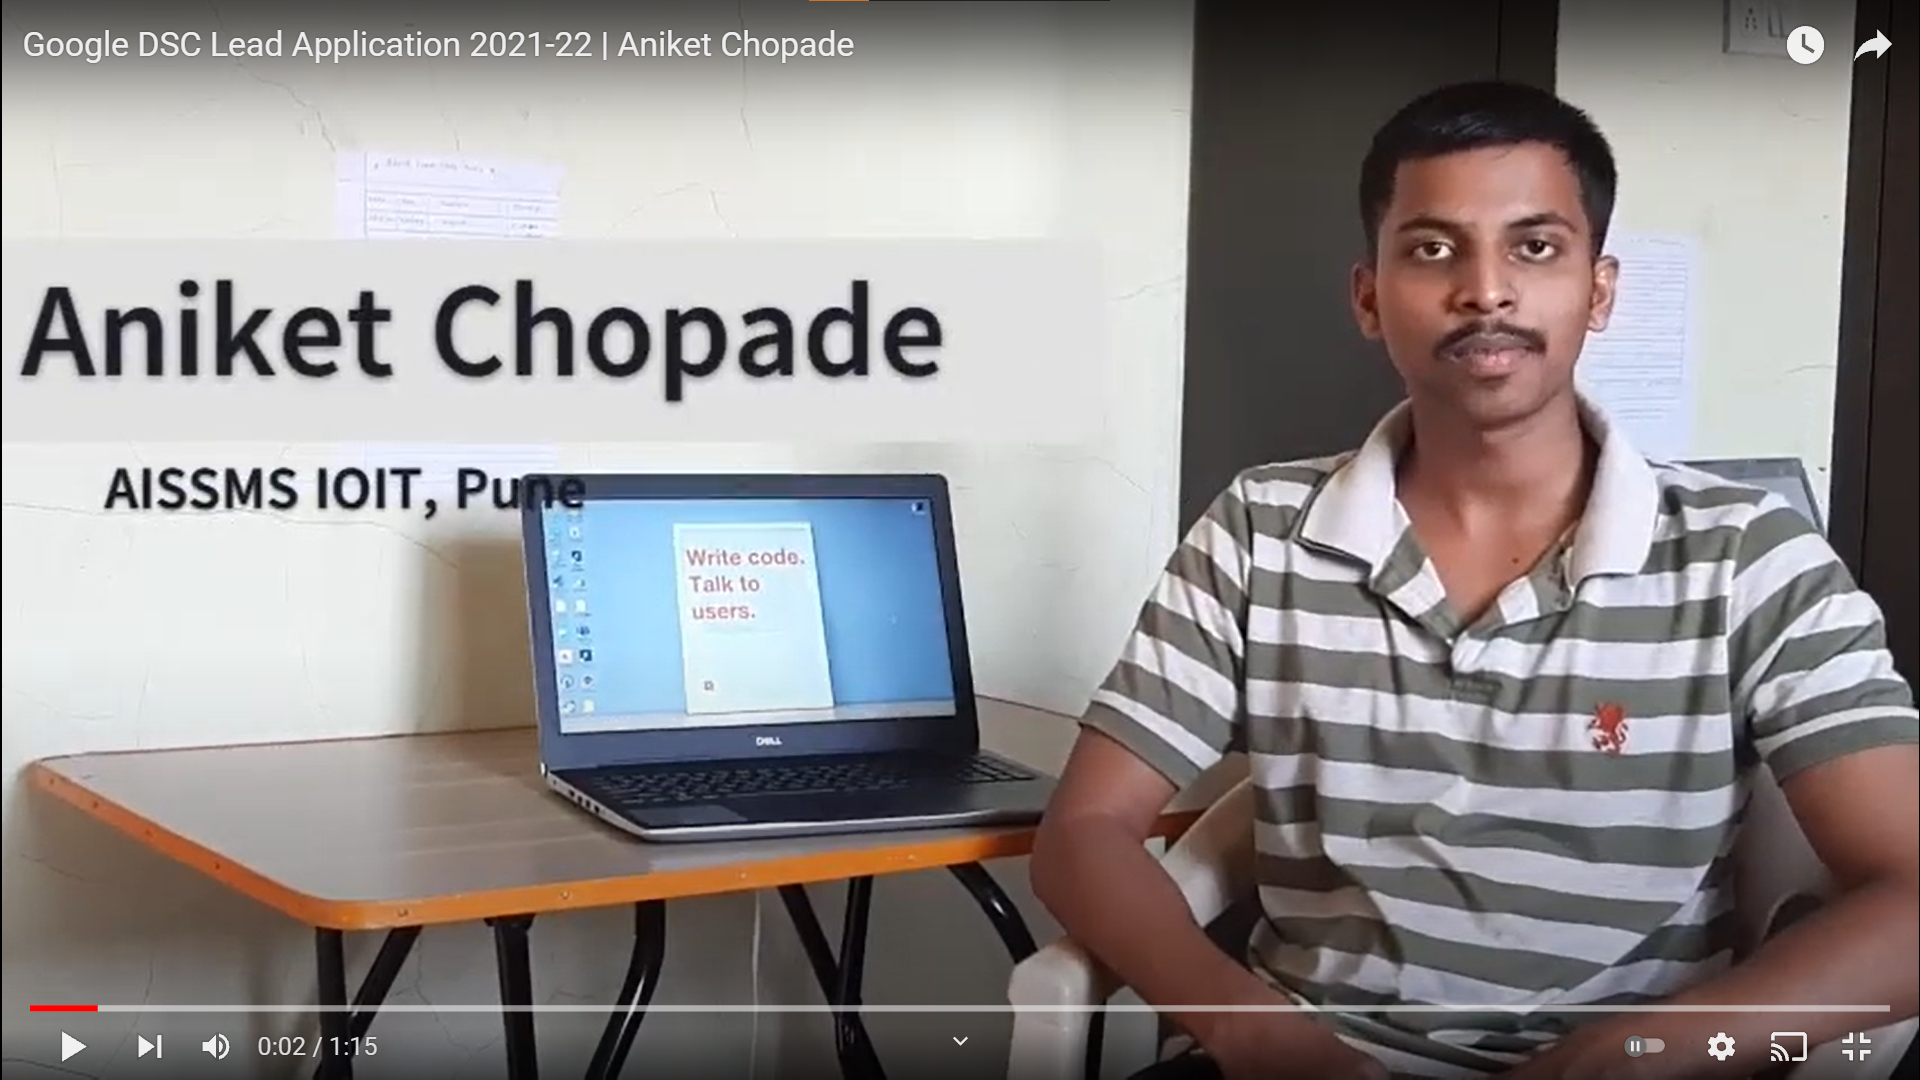 Google DSC Lead Application 2021-22 | Aniket Chopade
Aniket Chopade
AISSMS IOIT, Pune
Write code.
Talk to
users.
DELL
0:02 / 1:15